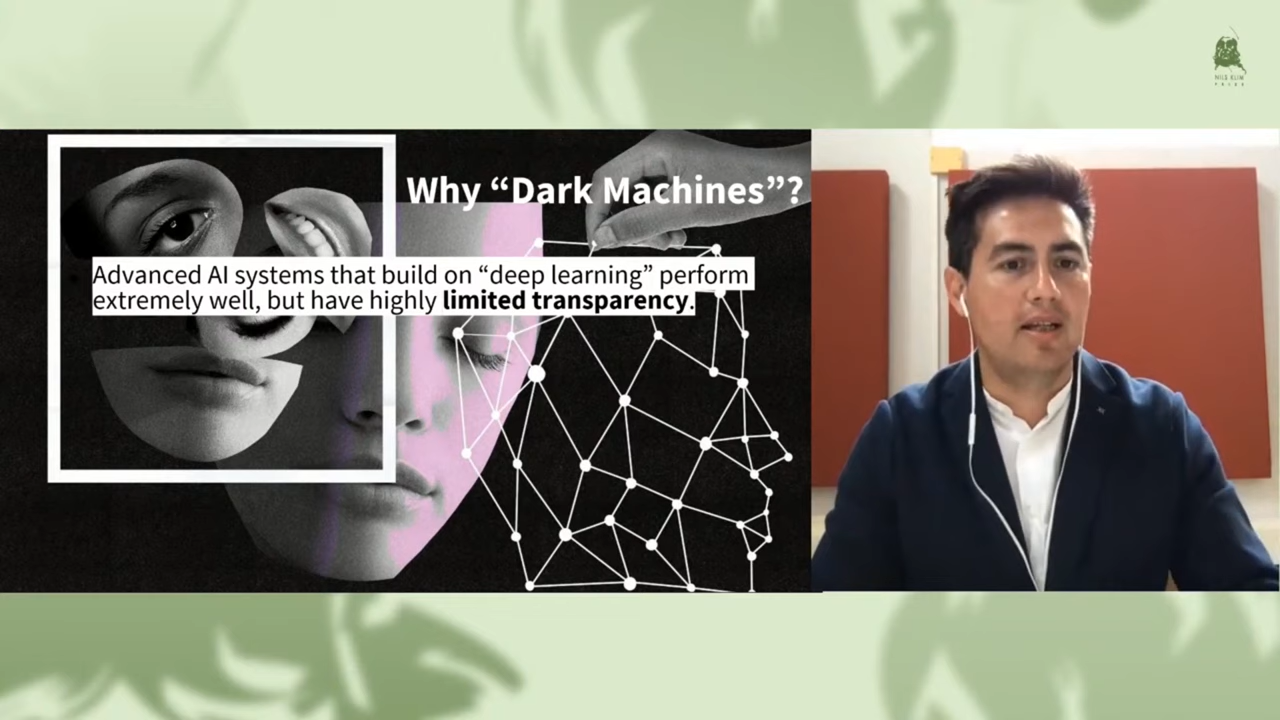 Why “Dark Machines”?
Advanced AI systems that build on “deep learning” perform
extremely well, but have highly limited transparency.